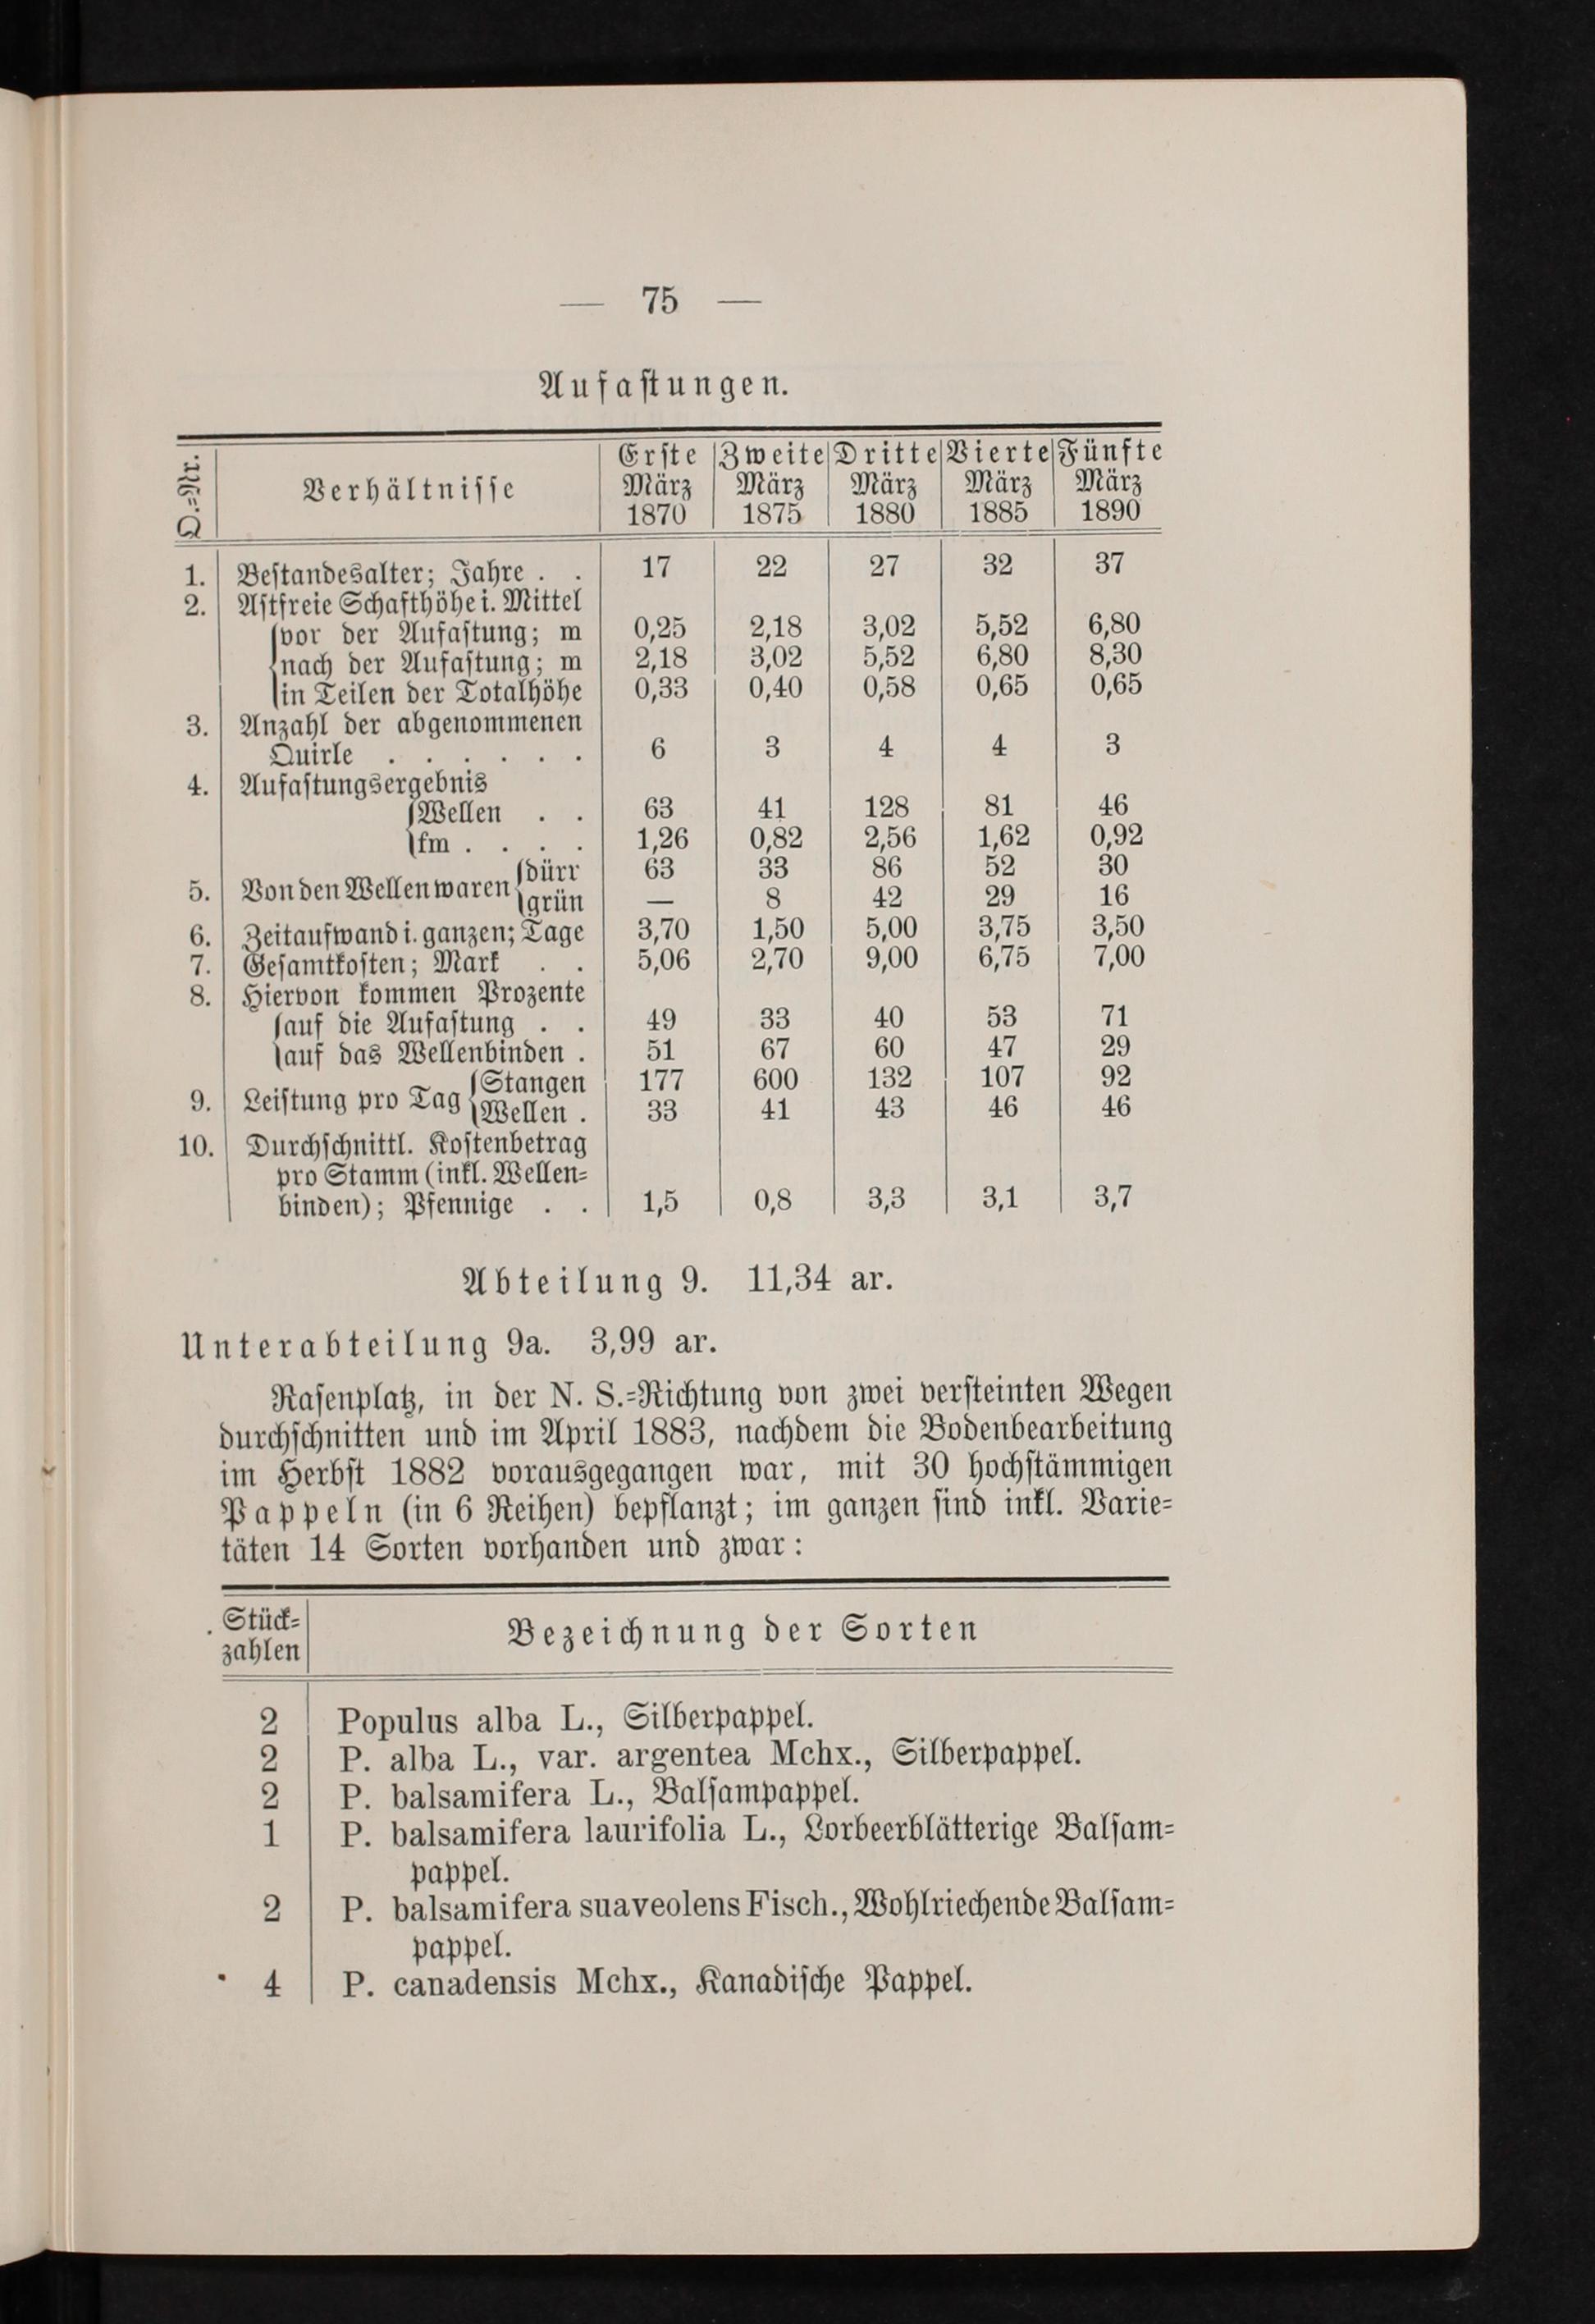 — 75 —
Aufastungen.
O.-Nr. Verhältnisse Erste März 1870 Zweite März 1875 Dritte März 1880 Vierte März 1885 Fünfte März 1890
1. Bestandesalter; Jahre . . 17 22 27 32 37
2. Astfreie Schafthöhe i. Mittel
vor der Aufastung; m 0,25 2,18 3,02 5,52 6,80
nach der Aufastung; m 2,18 3,02 5,52 6,80 8,30
in Teilen der Totalhöhe 0,33 0,40 0,58 0,65 0,65
3. Anzahl der abgenommenen
Quirle . . . . . . 6 3 4 4 3
4. Aufastungsergebnis
Wellen . . 63 41 128 81 46
fm . . . . 1,26 0,82 2,56 1,62 0,92
5. Von den Wellen waren dürr 63 33 86 52 30
grün — 8 42 29 16
6. Zeitaufwand i. ganzen; Tage 3,70 1,50 5,00 3,75 3,50
7. Gesamtkosten; Mark . . 5,06 2,70 9,00 6,75 7,00
8. Hiervon kommen Prozente
auf die Aufastung . . 49 33 40 53 71
auf das Wellenbinden . 51 67 60 47 29
9. Leistung pro Tag Stangen 177 600 132 107 92
Wellen . 33 41 43 46 46
10. Durchschnittl. Kostenbetrag
pro Stamm (inkl. Wellen-
binden); Pfennige . . 1,5 0,8 3,3 3,1 3,7
Abteilung 9. 11,34 ar.
Unterabteilung 9a. 3,99 ar.
Rasenplatz, in der N. S.-Richtung von zwei versteinten Wegen
durchschnitten und im April 1883, nachdem die Bodenbearbeitung
im Herbst 1882 vorausgegangen war, mit 30 hochstämmigen
Pappeln (in 6 Reihen) bepflanzt; im ganzen sind inkl. Varie-
täten 14 Sorten vorhanden und zwar:
Stück-
zahlen Bezeichnung der Sorten
2 Populus alba L., Silberpappel.
2 P. alba L., var. argentea Mchx., Silberpappel.
2 P. balsamifera L., Balsampappel.
1 P. balsamifera laurifolia L., Lorbeerblätterige Balsam-
pappel.
2 P. balsamifera suaveolens Fisch., Wohlriechende Balsam-
pappel.
4 P. canadensis Mchx., Kanadische Pappel.